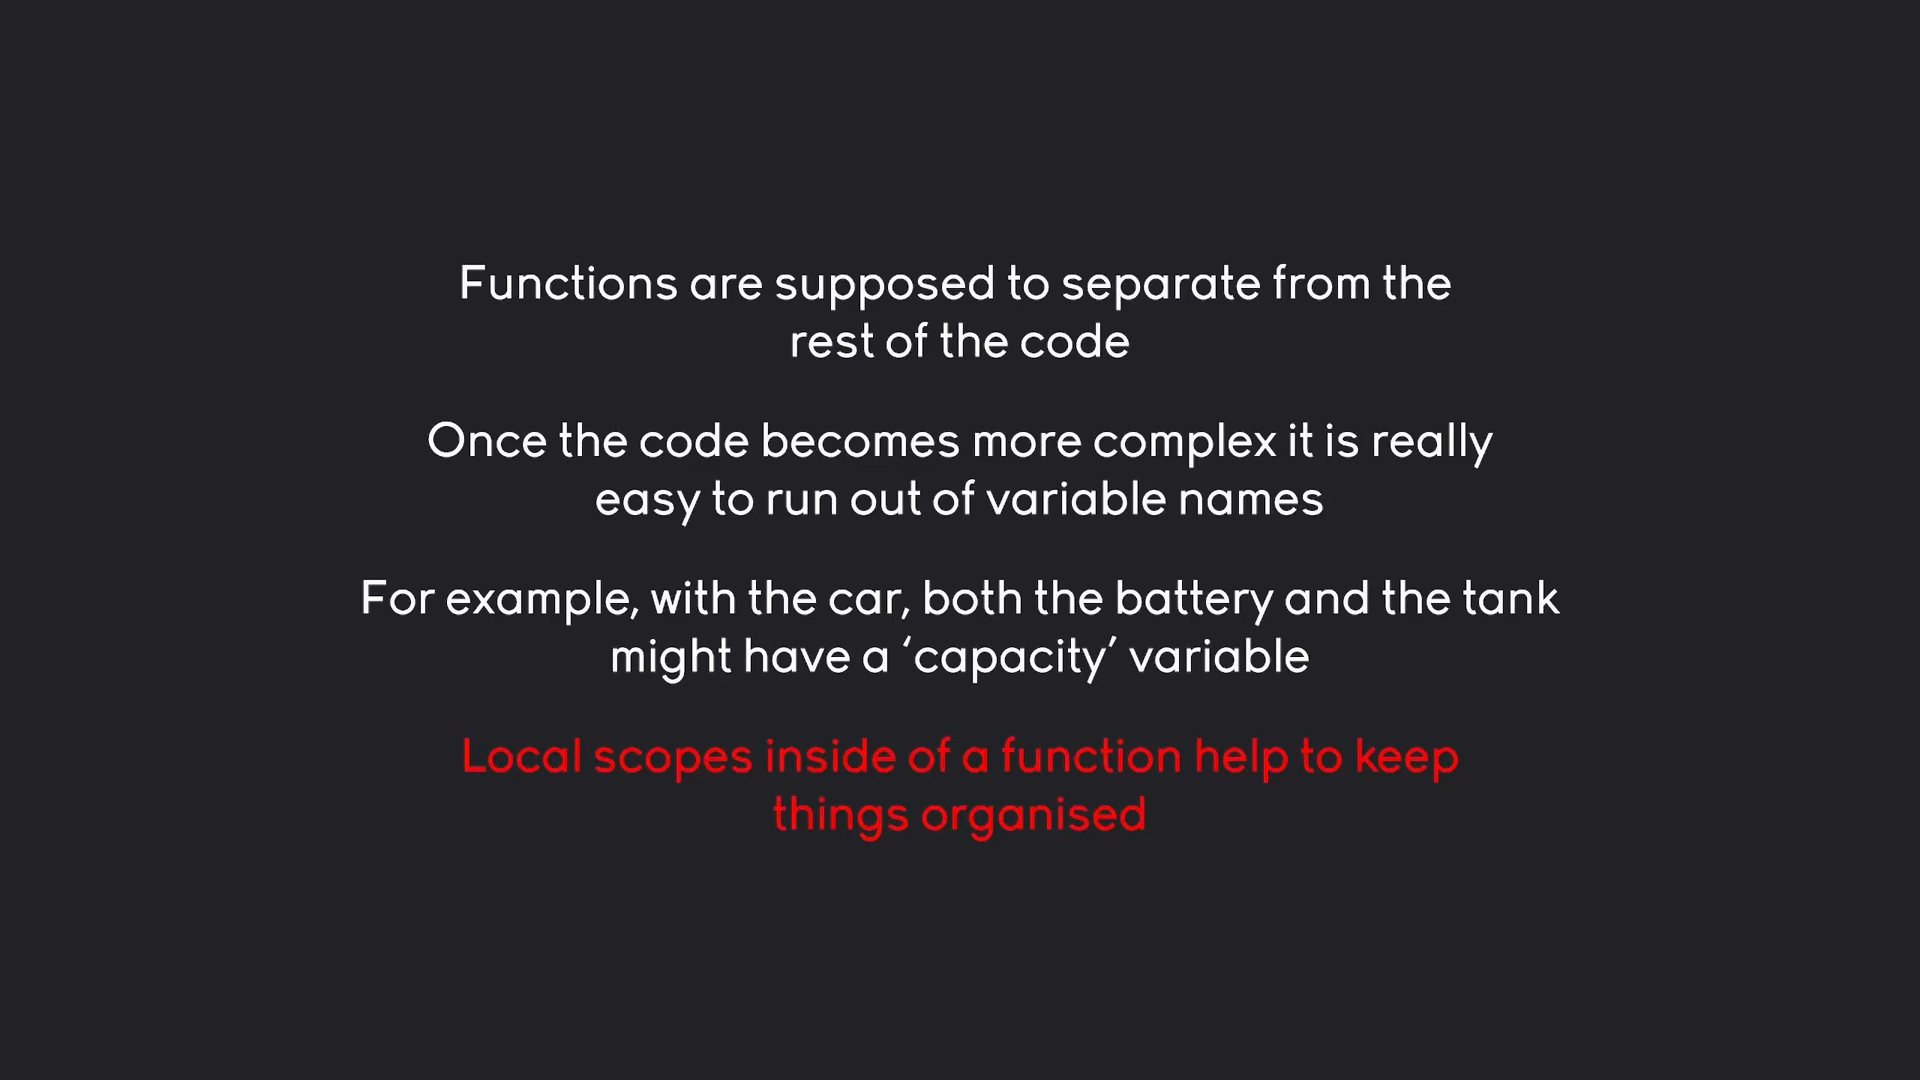 Functions are supposed to separate from the
rest of the code
Once the code becomes more complex it is really
easy to run out of variable names
For example, with the car, both the battery and the tank
might have a ‘capacity’ variable
Local scopes inside of a function help to keep
things organised